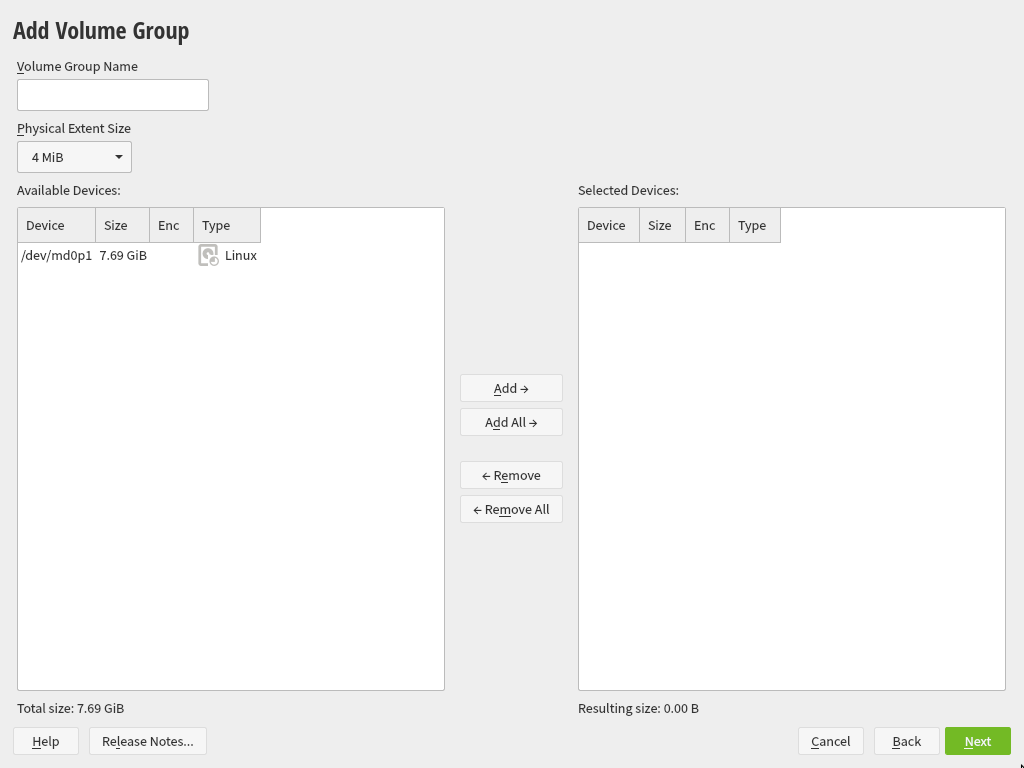 Add Volume Group
Volume Group Name
Physical Extent Size
4 MiB
Available Devices:
Device Size Enc Type
/dev/md0p1 7.69 GiB Linux
Total size: 7.69 GiB
Add →
Add All →
← Remove
← Remove All
Selected Devices:
Device Size Enc Type
Resulting size: 0.00 B
Help Release Notes... Cancel Back Next